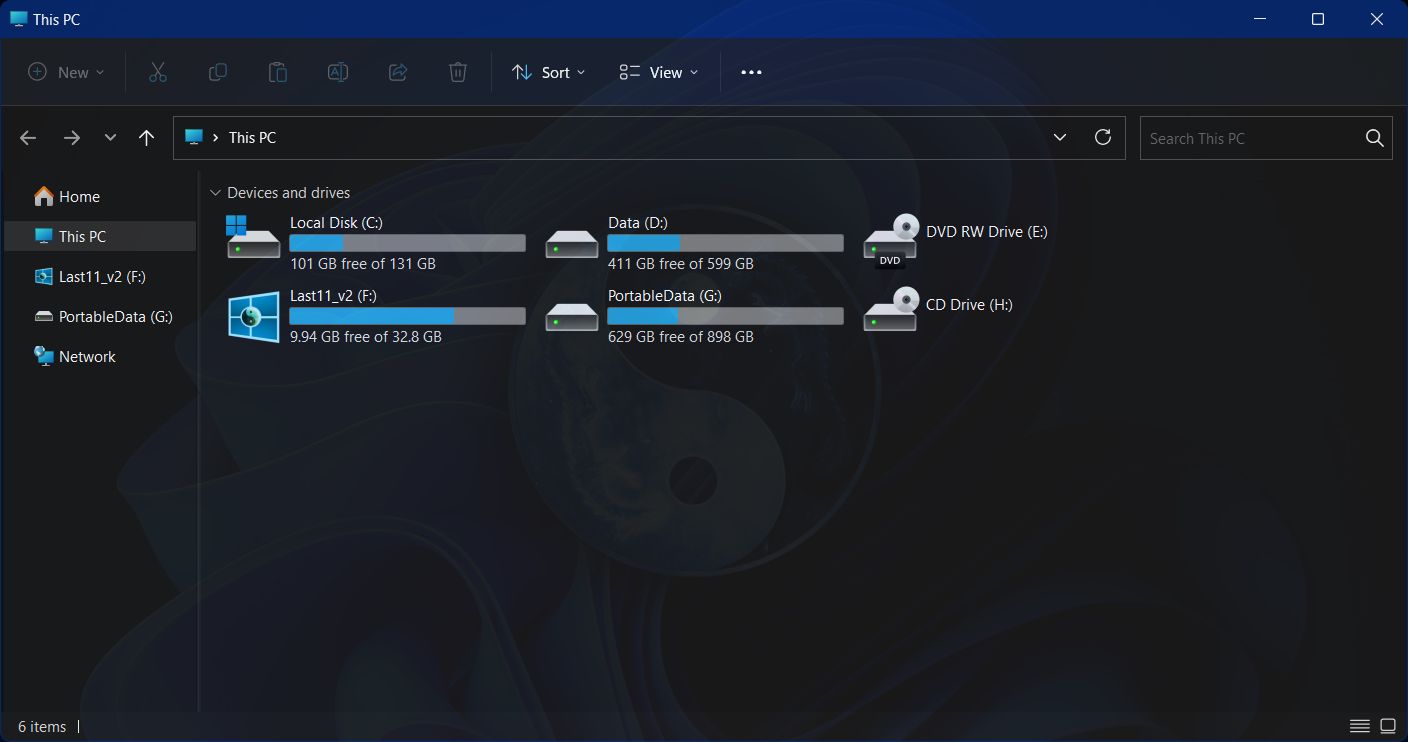 This PC
New
Sort
View
This PC
Search This PC
Home
This PC
Last11_v2 (F:)
PortableData (G:)
Network
Devices and drives
Local Disk (C:)
101 GB free of 131 GB
Data (D:)
411 GB free of 599 GB
DVD RW Drive (E:)
DVD
Last11_v2 (F:)
9.94 GB free of 32.8 GB
PortableData (G:)
629 GB free of 898 GB
CD Drive (H:)
6 items